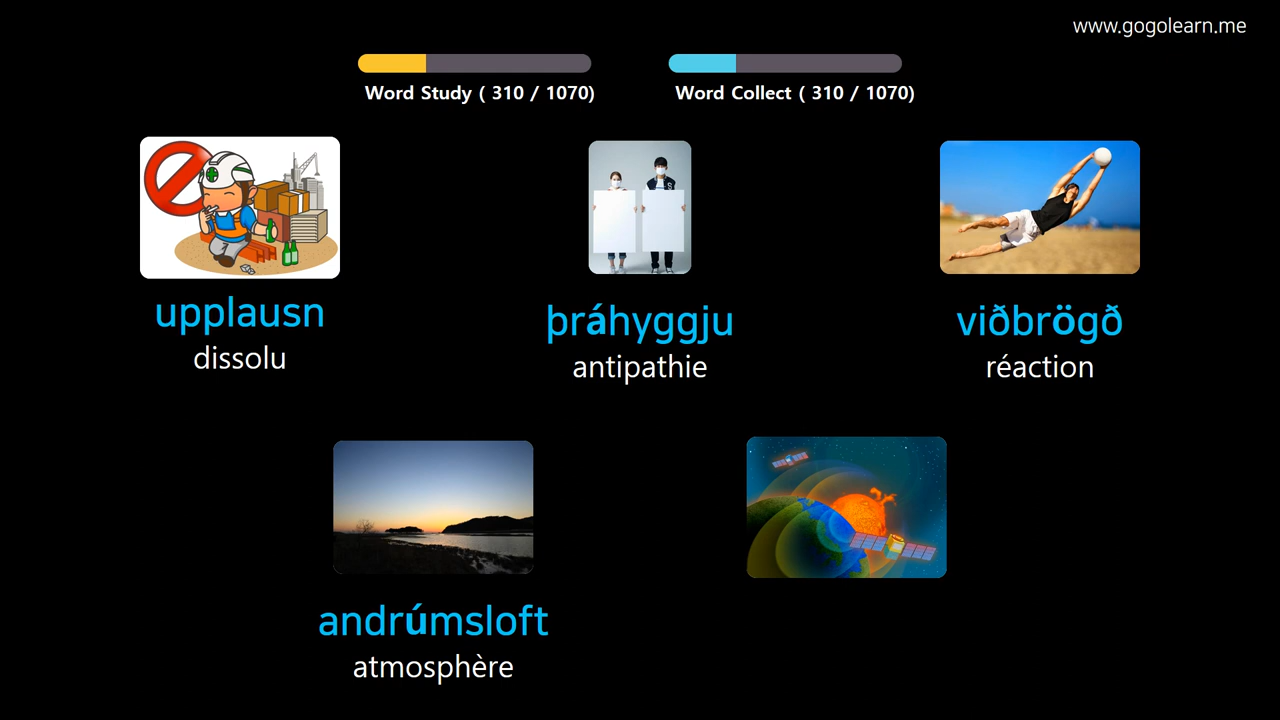 www.gogolearn.me
Word Study ( 310 / 1070)
Word Collect ( 310 / 1070)
upplausn
dissolu
þráhyggju
antipathie
viðbrögð
réaction
andrúmsloft
atmosphère